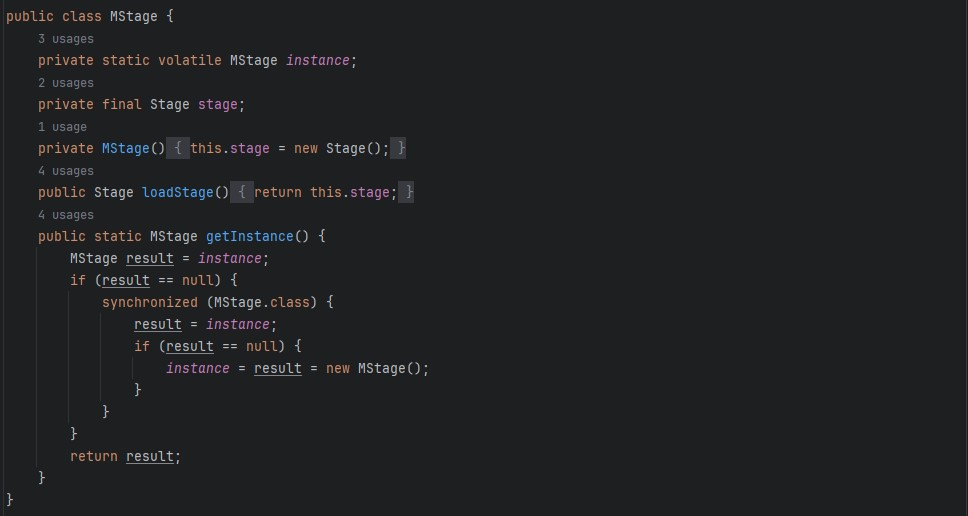 public class MStage {
3 usages
private static volatile MStage instance;
2 usages
private final Stage stage;
1 usage
private MStage() { this.stage = new Stage(); }
4 usages
public Stage loadStage() { return this.stage; }
4 usages
public static MStage getInstance() {
MStage result = instance;
if (result == null) {
synchronized (MStage.class) {
result = instance;
if (result == null) {
instance = result = new MStage();
}
}
}
return result;
}
}